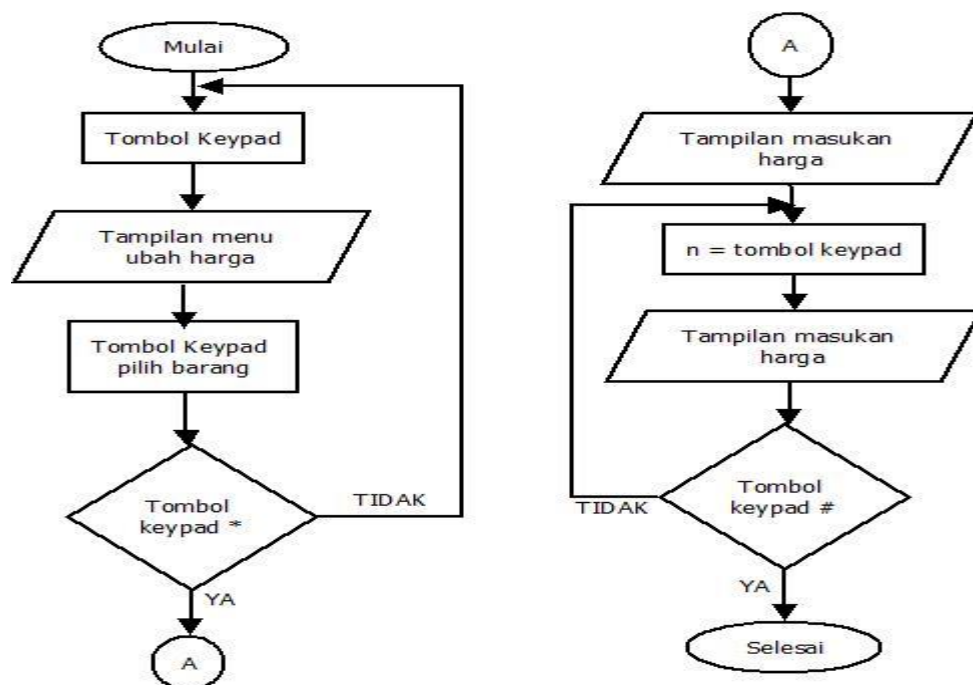 Mulai
Tombol Keypad
Tampilan menu
ubah harga
Tombol Keypad
pilih barang
Tombol
keypad *
TIDAK
YA
A
A
Tampilan masukan
harga
n = tombol keypad
Tampilan masukan
harga
Tombol
keypad #
TIDAK
YA
Selesai